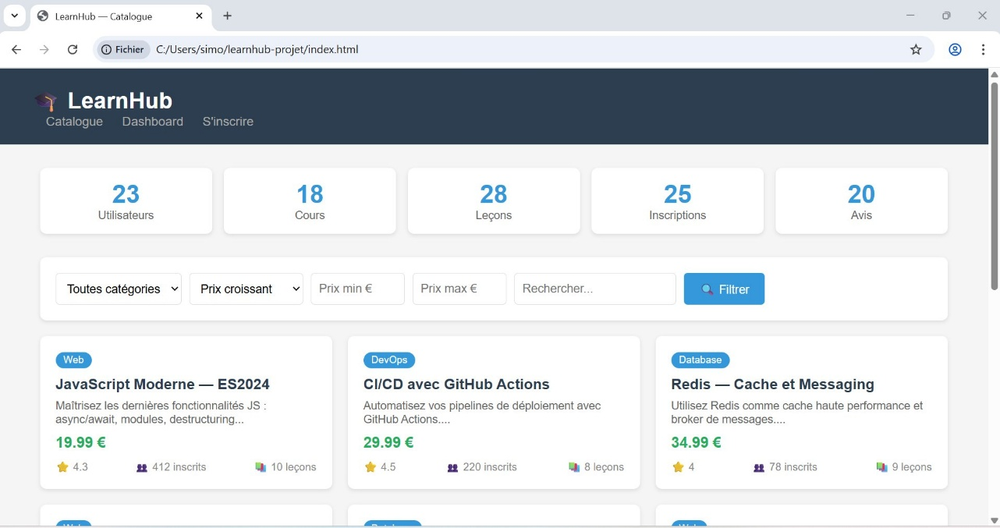 LearnHub — Catalogue
Fichier C:/Users/simo/learnhub-projet/index.html
LearnHub
Catalogue Dashboard S'inscrire
23 18 28 25 20
Utilisateurs Cours Leçons Inscriptions Avis
Toutes catégories Prix croissant Prix min € Prix max € Rechercher... Filtrer
Web
JavaScript Moderne — ES2024
Maîtrisez les dernières fonctionnalités JS :
async/await, modules, destructuring...
19.99 €
4.3 412 inscrits 10 leçons
DevOps
CI/CD avec GitHub Actions
Automatisez vos pipelines de déploiement avec
GitHub Actions....
29.99 €
4.5 220 inscrits 8 leçons
Database
Redis — Cache et Messaging
Utilisez Redis comme cache haute performance et
broker de messages....
34.99 €
4 78 inscrits 9 leçons